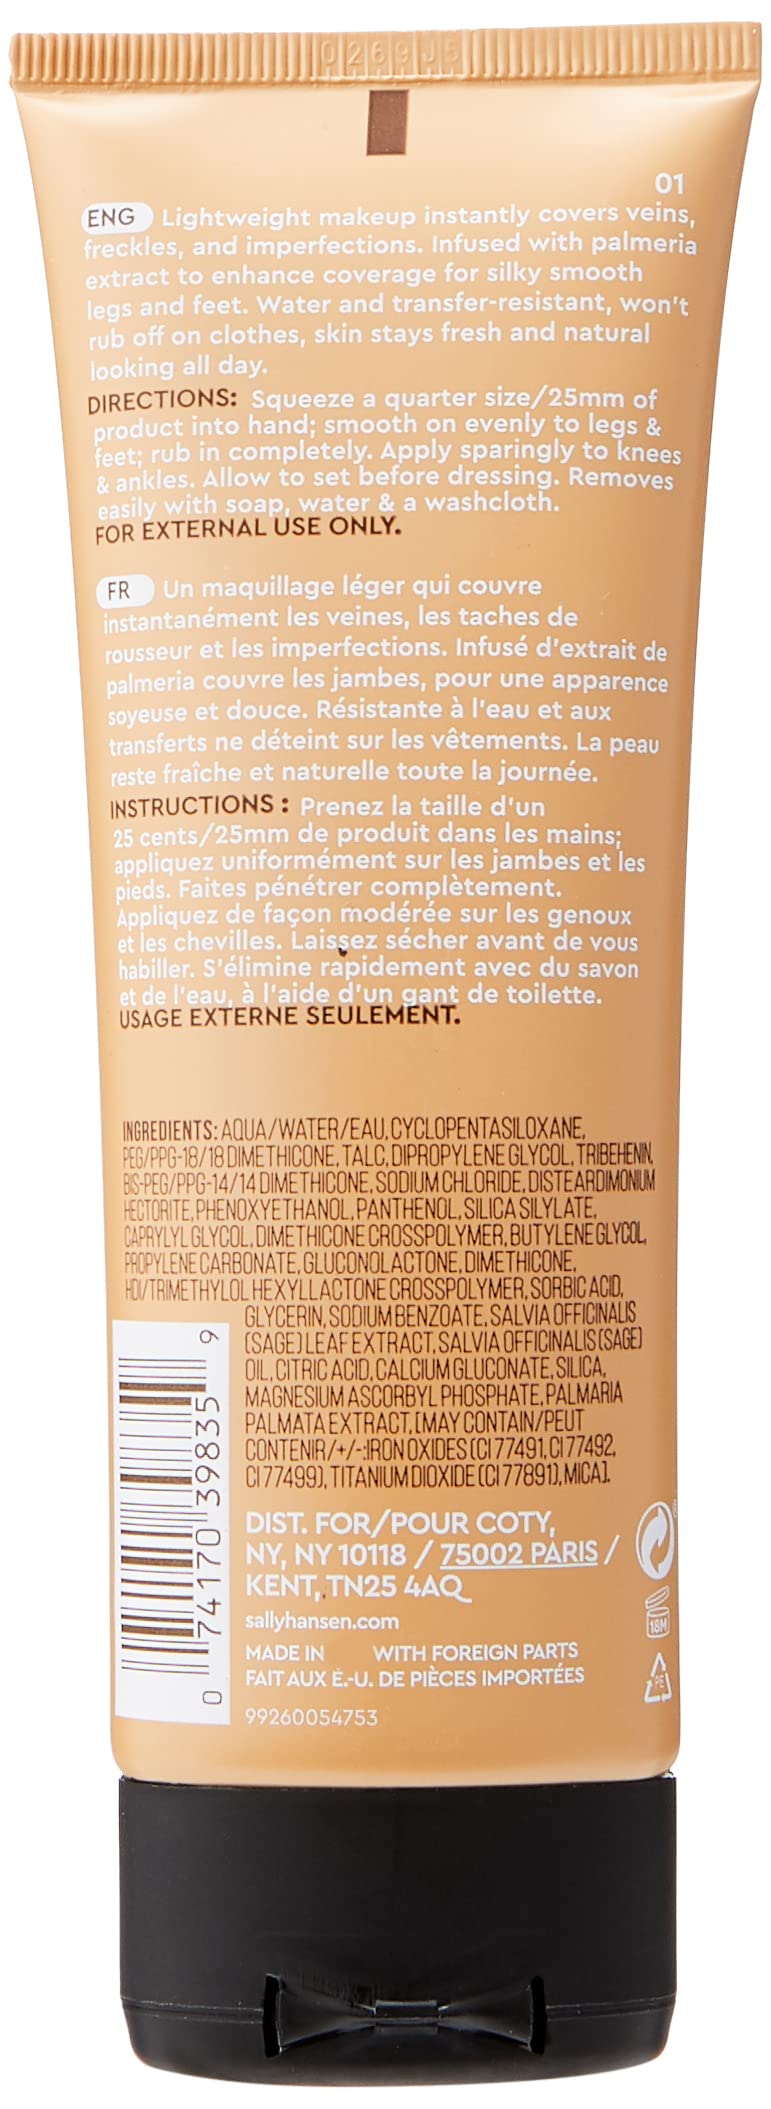 0269J5
01
ENG Lightweight makeup instantly covers veins,
freckles, and imperfections. Infused with palmeria
extract to enhance coverage for silky smooth
legs and feet. Water and transfer-resistant, won't
rub off on clothes, skin stays fresh and natural
looking all day.
DIRECTIONS: Squeeze a quarter size/25mm of
product into hand; smooth on evenly to legs &
feet; rub in completely. Apply sparingly to knees
& ankles. Allow to set before dressing. Removes
easily with soap, water & a washcloth.
FOR EXTERNAL USE ONLY.
FR Un maquillage léger qui couvre
instantanément les veines, les taches de
rousseur et les imperfections. Infusé d'extrait de
palmeria couvre les jambes, pour une apparence
soyeuse et douce. Résistante à l'eau et aux
transferts ne déteint sur les vêtements. La peau
reste fraîche et naturelle toute la journée.
INSTRUCTIONS : Prenez la taille d'un
25 cents/25mm de produit dans les mains;
appliquez uniformément sur les jambes et les
pieds. Faites pénétrer complètement.
Appliquez de façon modérée sur les genoux
et les chevilles. Laissez sécher avant de vous
habiller. S'élimine rapidement avec du savon
et de l'eau, à l'aide d'un gant de toilette.
USAGE EXTERNE SEULEMENT.
INGREDIENTS: AQUA/WATER/EAU, CYCLOPENTASILOXANE,
PEG/PPG-18/18 DIMETHICONE, TALC, DIPROPYLENE GLYCOL, TRIBEHENIN,
BIS-PEG/PPG-14/14 DIMETHICONE, SODIUM CHLORIDE, DISTEARDIMONIUM
HECTORITE, PHENOXYETHANOL, PANTHENOL, SILICA SILYLATE,
CAPRYLYL GLYCOL, DIMETHICONE CROSSPOLYMER, BUTYLENE GLYCOL,
PROPYLENE CARBONATE, GLUCONOLACTONE, DIMETHICONE,
HDI/TRIMETHYLOL HEXYLLACTONE CROSSPOLYMER, SORBIC ACID,
GLYCERIN, SODIUM BENZOATE, SALVIA OFFICINALIS
(SAGE) LEAF EXTRACT, SALVIA OFFICINALIS (SAGE)
OIL, CITRIC ACID, CALCIUM GLUCONATE, SILICA,
MAGNESIUM ASCORBYL PHOSPHATE, PALMARIA
PALMATA EXTRACT, [MAY CONTAIN/PEUT
CONTENIR/+/-:IRON OXIDES (CI 77491, CI 77492,
CI 77499), TITANIUM DIOXIDE (CI 77891), MICA].
0 74170 39835 9
DIST. FOR/POUR COTY,
NY, NY 10118 / 75002 PARIS /
KENT, TN25 4AQ
sallyhansen.com
MADE IN WITH FOREIGN PARTS
FAIT AUX É.-U. DE PIÈCES IMPORTÉES
99260054753
18M
PE